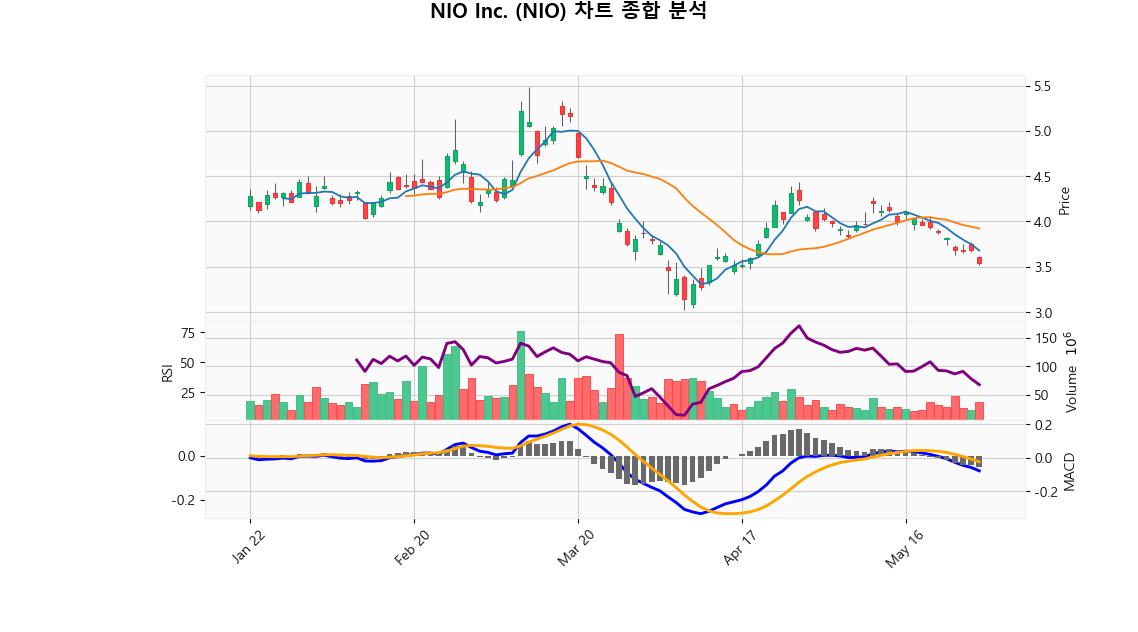 NIO Inc. (NIO) 차트 종합 분석
5.5
5.0
4.5
4.0
3.5
3.0
Price
75
50
25
RSI
150
100
50
Volume 10⁶
0.0
-0.2
0.2
0.0
-0.2
MACD
Jan 22
Feb 20
Mar 20
Apr 17
May 16